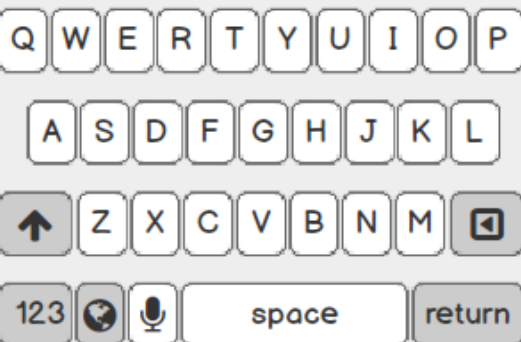 Q W E R T Y U I O P
A S D F G H J K L
Z X C V B N M
123 space return